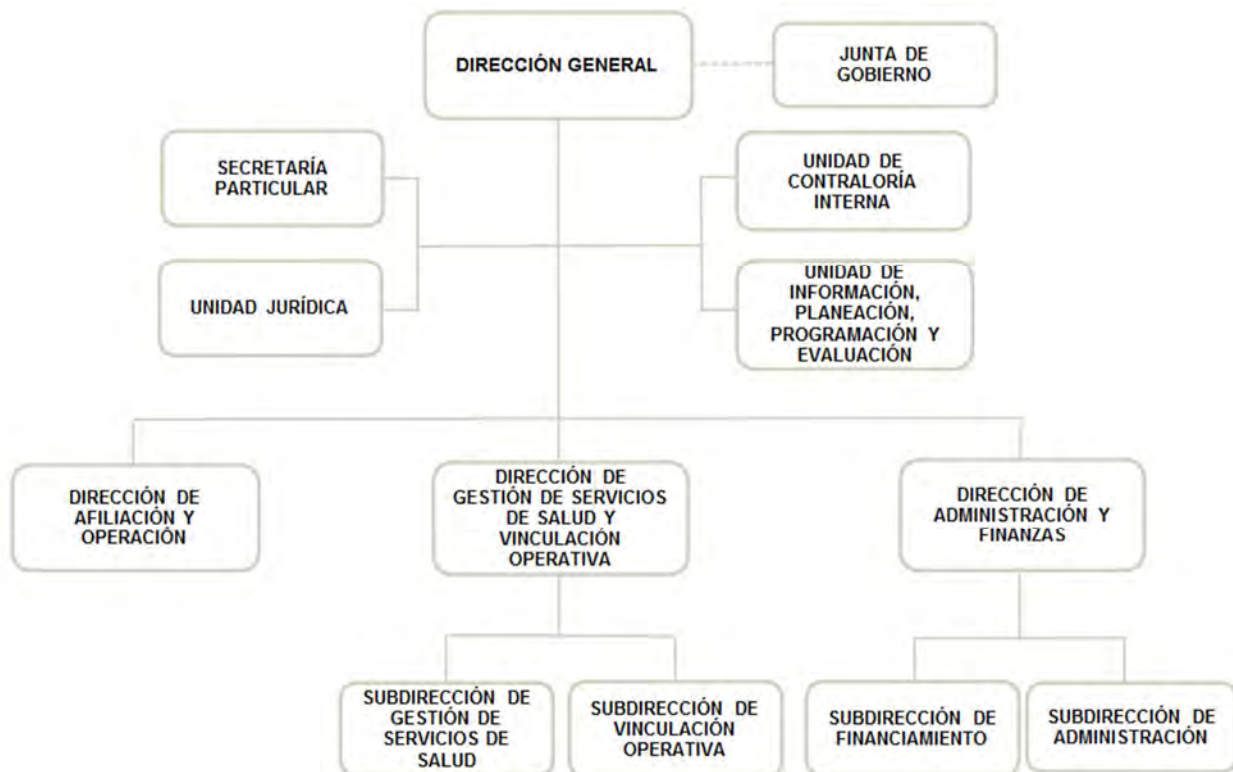 DIRECCIÓN GENERAL
JUNTA DE
GOBIERNO
SECRETARÍA
PARTICULAR
UNIDAD DE
CONTRALORÍA
INTERNA
UNIDAD JURÍDICA
UNIDAD DE
INFORMACIÓN,
PLANEACIÓN,
PROGRAMACIÓN Y
EVALUACIÓN
DIRECCIÓN DE
AFILIACIÓN Y
OPERACIÓN
DIRECCIÓN DE
GESTIÓN DE SERVICIOS
DE SALUD Y
VINCULACIÓN
OPERATIVA
DIRECCIÓN DE
ADMINISTRACIÓN Y
FINANZAS
SUBDIRECCIÓN DE
GESTIÓN DE
SERVICIOS DE
SALUD
SUBDIRECCIÓN DE
VINCULACIÓN
OPERATIVA
SUBDIRECCIÓN DE
FINANCIAMIENTO
SUBDIRECCIÓN DE
ADMINISTRACIÓN